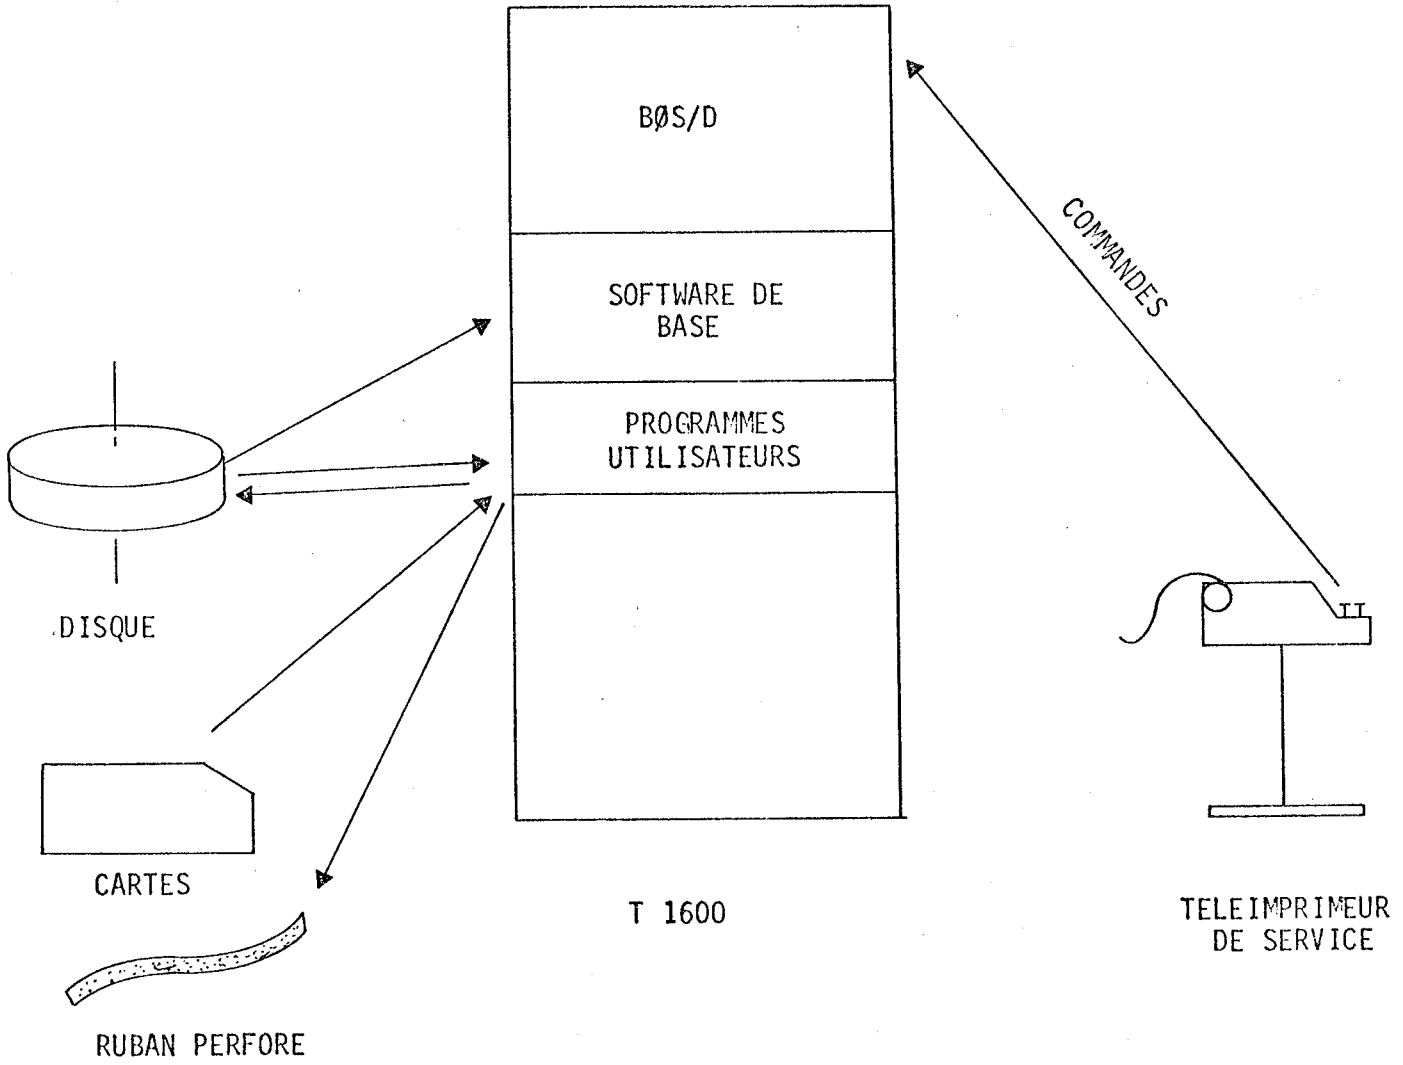 BØS/D
COMMANDES
SOFTWARE DE
BASE
PROGRAMMES
UTILISATEURS
DISQUE
CARTES
T 1600
TELEIMPRIMEUR
DE SERVICE
RUBAN PERFORE